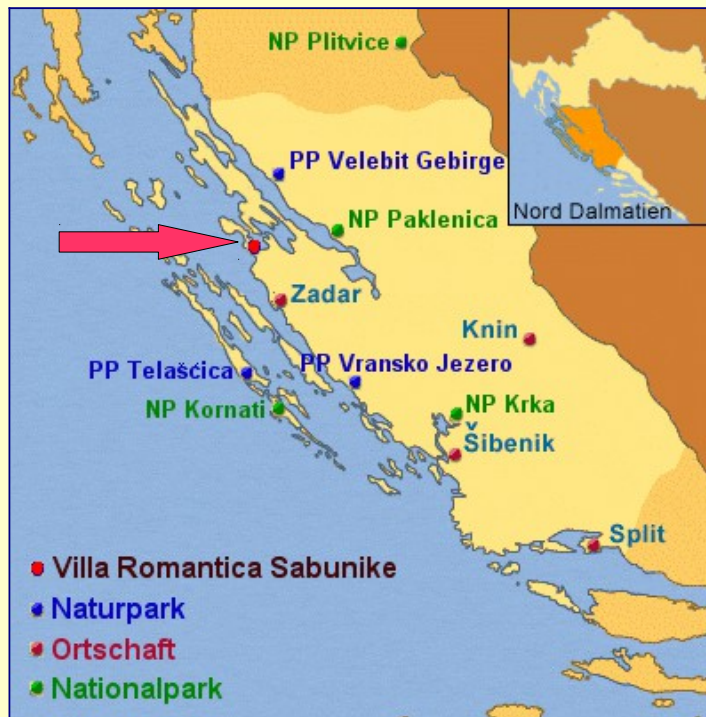 NP Plitvice
PP Velebit Gebirge
Nord Dalmatien
NP Paklenica
Zadar
Knin
PP Telašćica
PP Vransko Jezero
NP Kornati
NP Krka
Šibenik
Split
Villa Romantica Sabunike
Naturpark
Ortschaft
Nationalpark